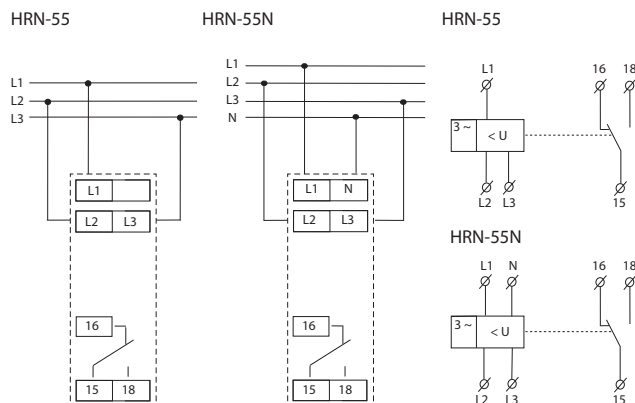 HRN-55
L1
L2
L3
L1
L2 L3
16
15 18
HRN-55N
L1
L2
L3
N
L1 N
L2 L3
16
15 18
HRN-55
L1 16 18
3 ~ < U
L2 L3 15
HRN-55N
L1 N 16 18
3 ~ < U
L2 L3 15